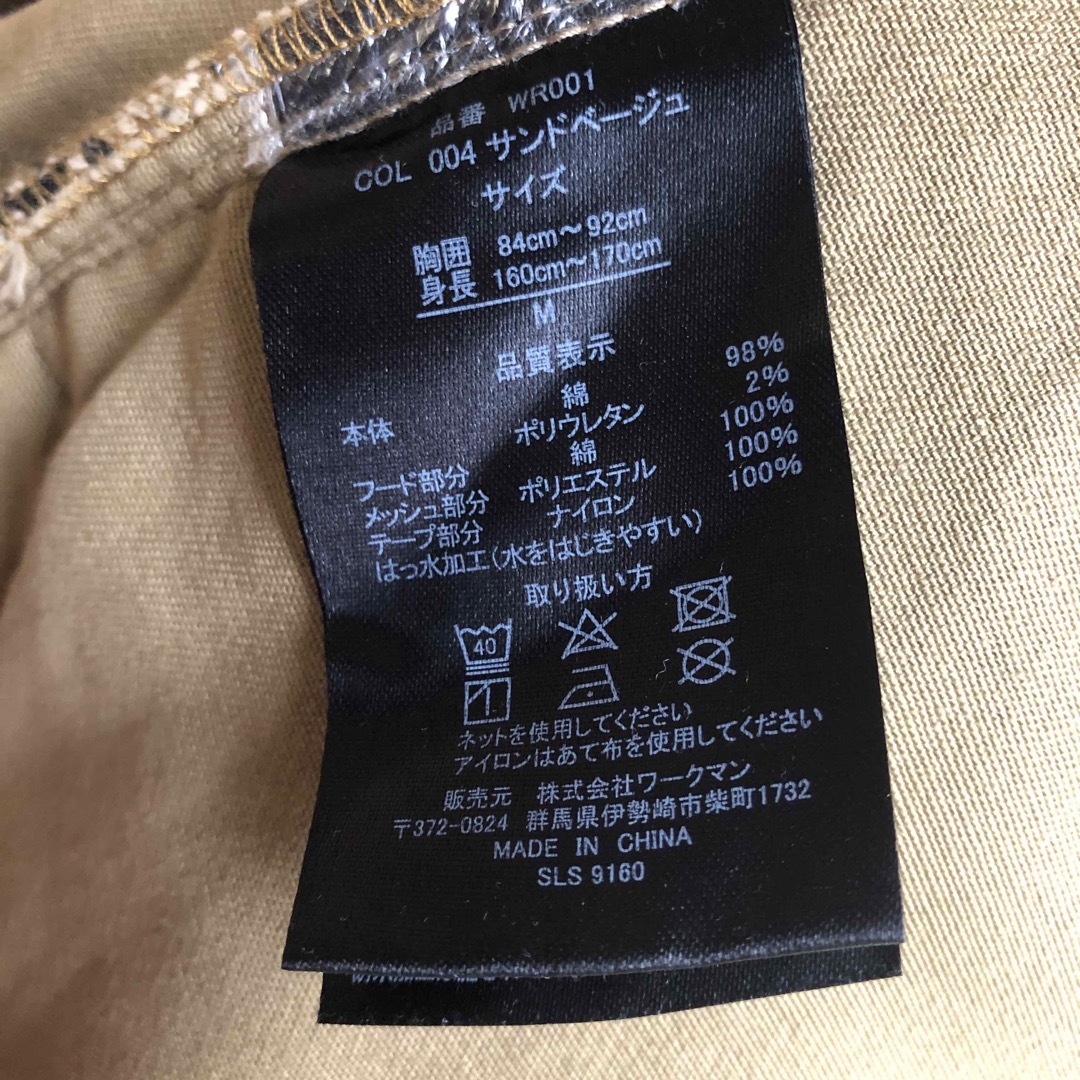 品番 WR001
COL 004 サンドベージュ
サイズ
胸囲 84cm～92cm
身長 160cm～170cm
M
品質表示
本体 綿 98%
ポリウレタン 2%
フード部分 綿 100%
メッシュ部分 ポリエステル 100%
テープ部分 ナイロン 100%
はっ水加工(水をはじきやすい)
取り扱い方
40
ネットを使用してください
アイロンはあて布を使用してください
販売元 株式会社ワークマン
〒372-0824 群馬県伊勢崎市柴町1732
MADE IN CHINA
SLS 9160